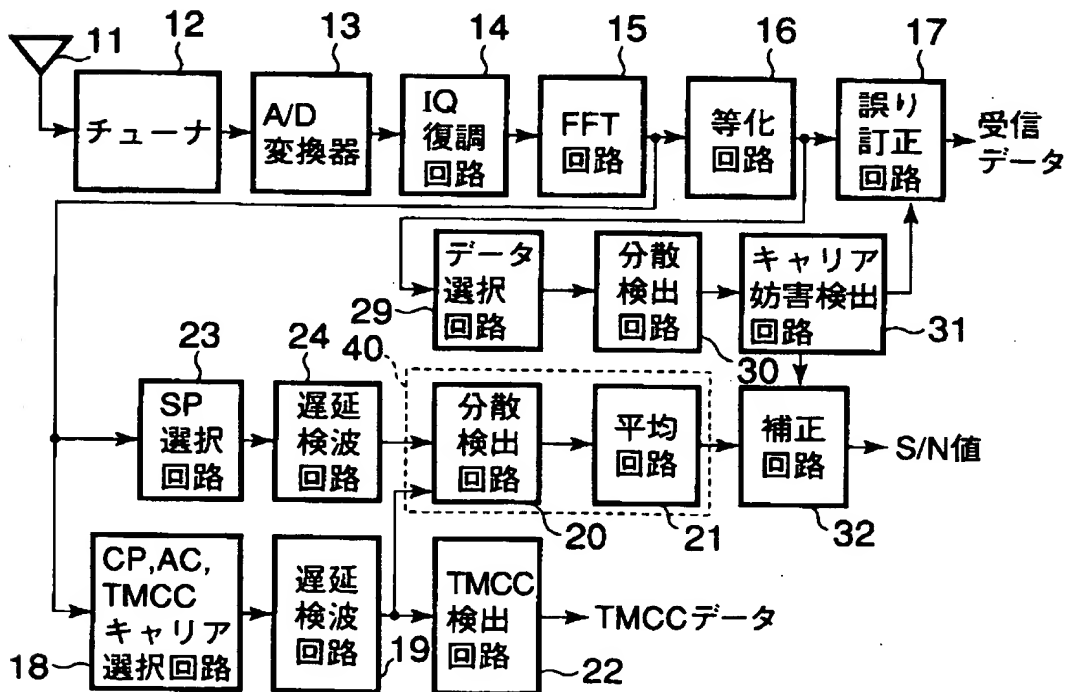 11
12
13
14
15
16
17
チューナ
A/D
変換器
IQ
復調
回路
FFT
回路
等化
回路
誤り
訂正
回路
受信
データ
データ
選択
回路
29
分散
検出
回路
30
キャリア
妨害検出
回路
31
23
24
40
SP
選択
回路
遅延
検波
回路
分散
検出
回路
20
平均
回路
21
補正
回路
32
S/N値
CP,AC,
TMCC
キャリア
選択回路
18
遅延
検波
回路
19
TMCC
検出
回路
22
TMCCデータ